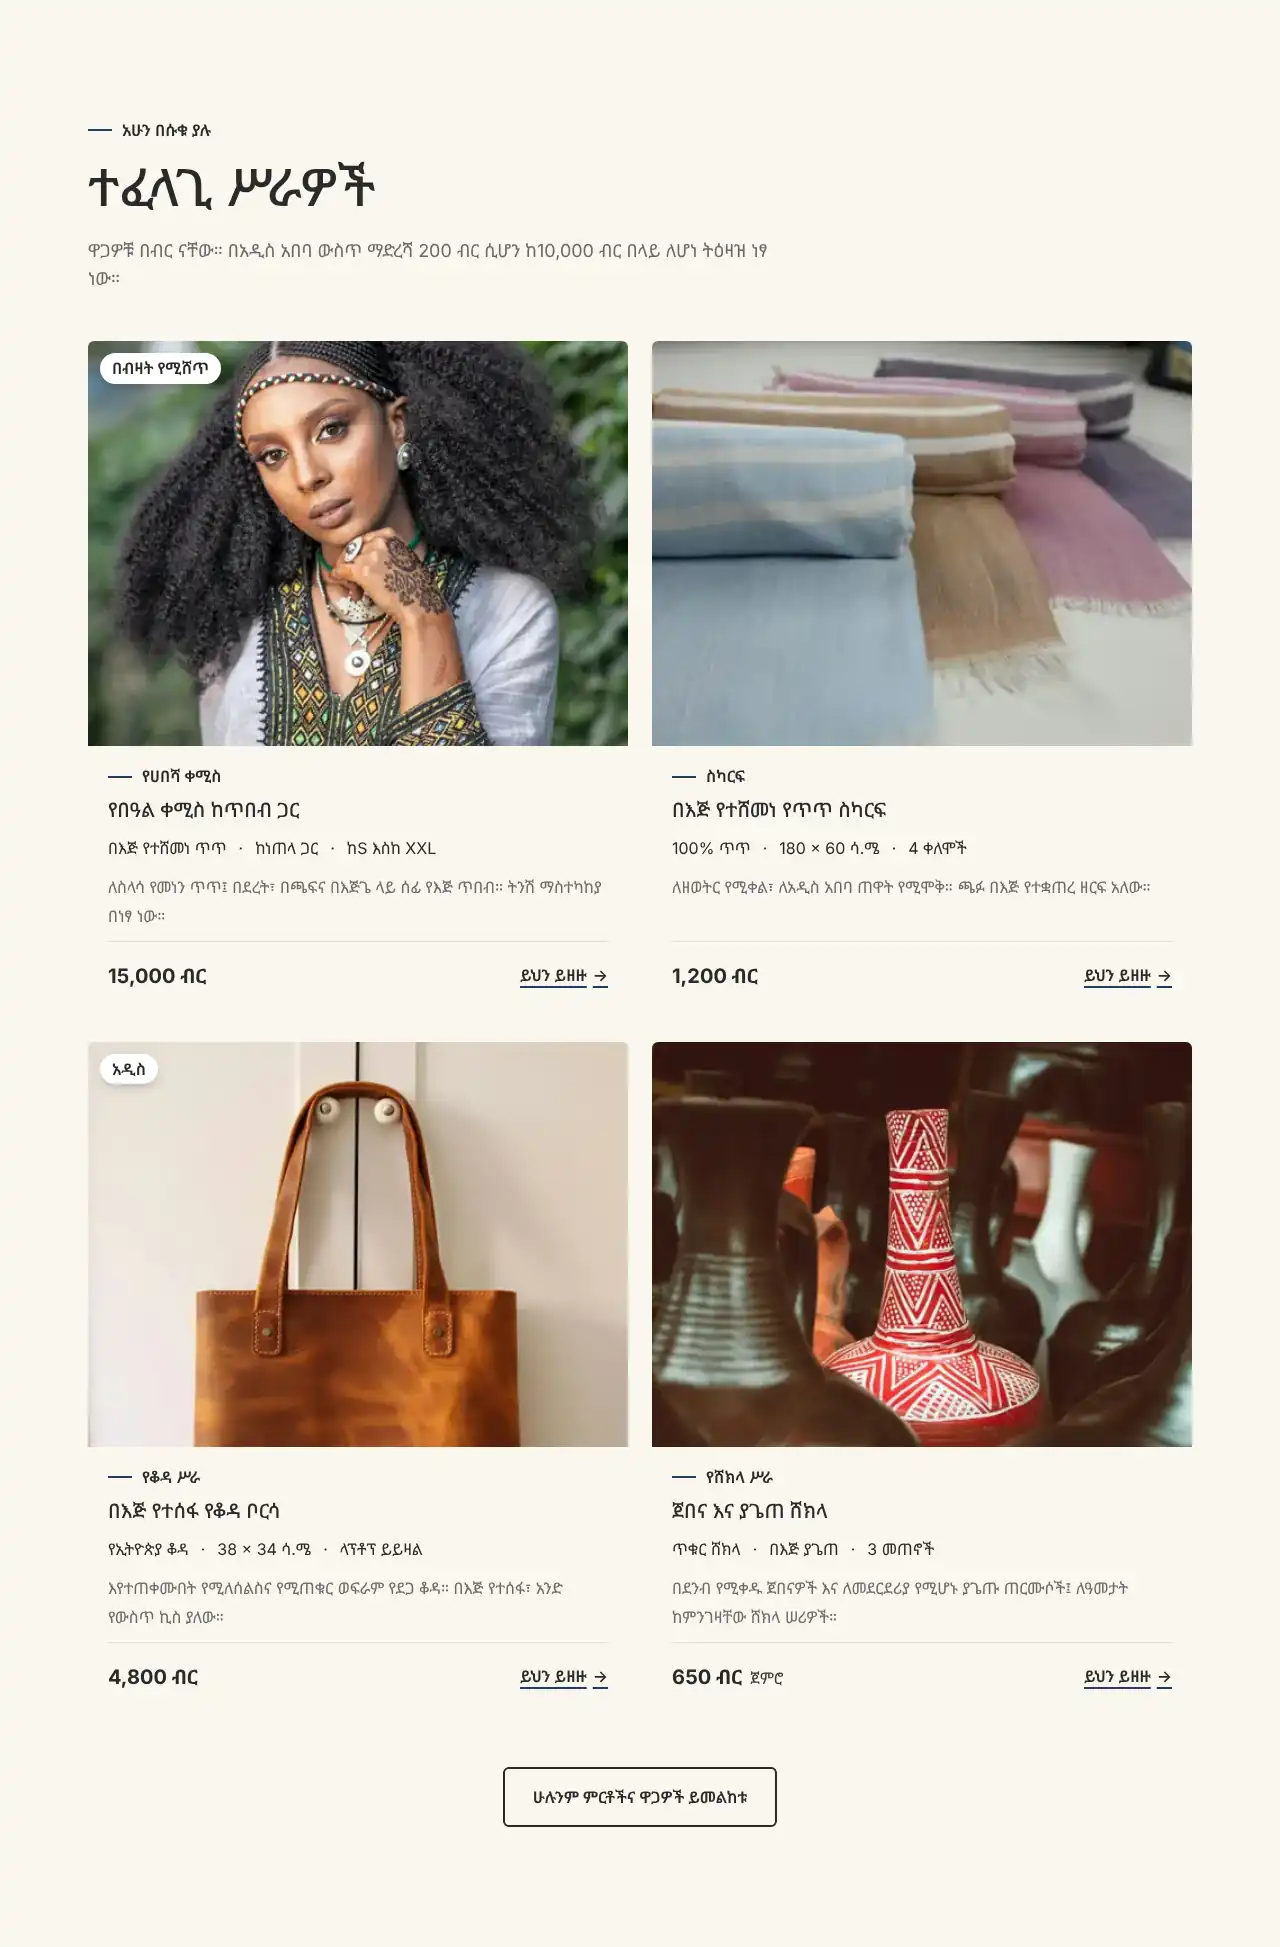 አሁን በሱቁ ያሉ
ተፈላጊ ሥራዎች
ዋጋዎቹ በብር ናቸው። በአዲስ አበባ ውስጥ ማድረሻ 200 ብር ሲሆን ከ10,000 ብር በላይ ለሆነ ትዕዛዝ ነፃ
ነው።
በብዛት የሚሸጥ
የሀበሻ ቀሚስ
የበዓል ቀሚስ ከጥበብ ጋር
በእጅ የተሸመነ ጥጥ · ከነጠላ ጋር · ከS እስከ XXL
ለስላሳ የመነን ጥጥ፤ በደረት፣ በጫፍና በእጅጌ ላይ ሰፊ የእጅ ጥበብ። ትንሽ ማስተካከያ
በነፃ ነው።
15,000 ብር
ይህን ይዘዙ →
ስካርፍ
በእጅ የተሸመነ የጥጥ ስካርፍ
100% ጥጥ · 180 × 60 ሳ.ሜ · 4 ቀለሞች
ለዘወትር የሚቀል፣ ለአዲስ አበባ ጠዋት የሚሞቅ። ጫፉ በእጅ የተቋጠረ ዘርፍ አለው።
1,200 ብር
ይህን ይዘዙ →
አዲስ
የቆዳ ሥራ
በእጅ የተሰፋ የቆዳ ቦርሳ
የኢትዮጵያ ቆዳ · 38 × 34 ሳ.ሜ · ላፕቶፕ ይይዛል
እየተጠቀሙበት የሚለሰልስና የሚጠቁር ወፍራም የደጋ ቆዳ። በእጅ የተሰፋ፣ አንድ
የውስጥ ኪስ ያለው።
4,800 ብር
ይህን ይዘዙ →
የሸክላ ሥራ
ጀበና እና ያጌጠ ሸክላ
ጥቁር ሸክላ · በእጅ ያጌጠ · 3 መጠኖች
በደንብ የሚቀዱ ጀበናዎች እና ለመደርደሪያ የሚሆኑ ያጌጡ ጠርሙሶች፤ ለዓመታት
ከምንገዛቸው ሸክላ ሠሪዎች።
650 ብር ጀምሮ
ይህን ይዘዙ →
ሁሉንም ምርቶችና ዋጋዎች ይመልከቱ